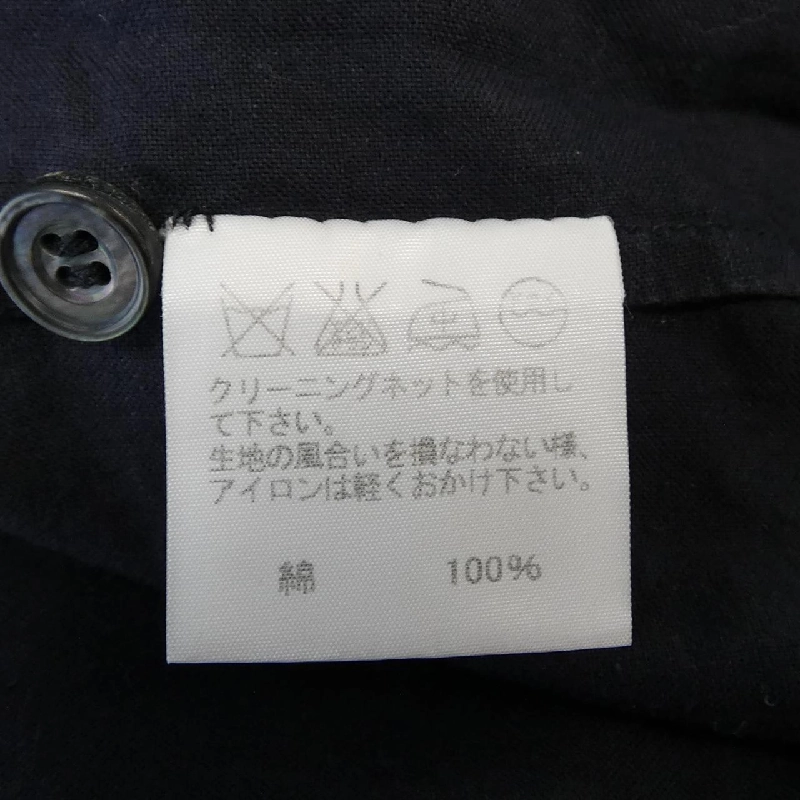 クリーニングネットを使用し
て下さい。
生地の風合いを損なわない様、
アイロンは軽くおかけ下さい。
綿 100%